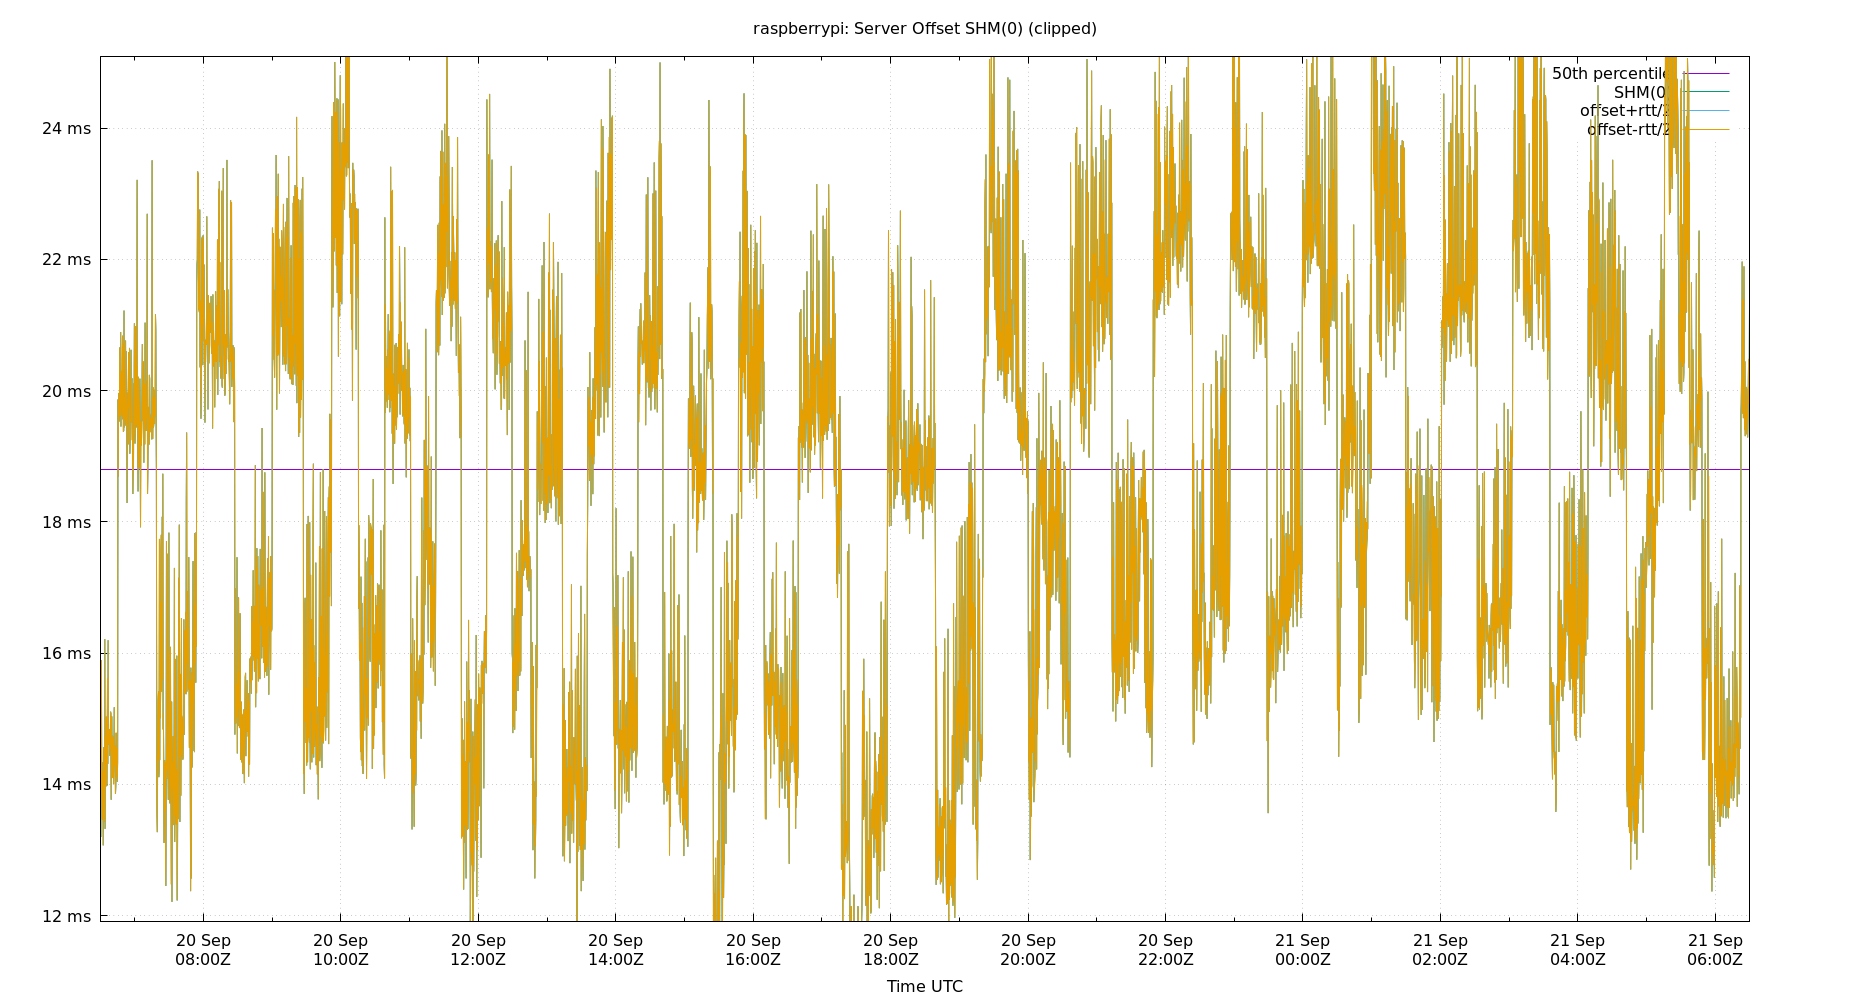 raspberrypi: Server Offset SHM(0) (clipped)
50th percentile
SHM(0)
offset+rtt/2
offset-rtt/2
24 ms
22 ms
20 ms
18 ms
16 ms
14 ms
12 ms
20 Sep 20 Sep 20 Sep 20 Sep 20 Sep 20 Sep 20 Sep 20 Sep 21 Sep 21 Sep 21 Sep 21 Sep
08:00Z 10:00Z 12:00Z 14:00Z 16:00Z 18:00Z 20:00Z 22:00Z 00:00Z 02:00Z 04:00Z 06:00Z
Time UTC